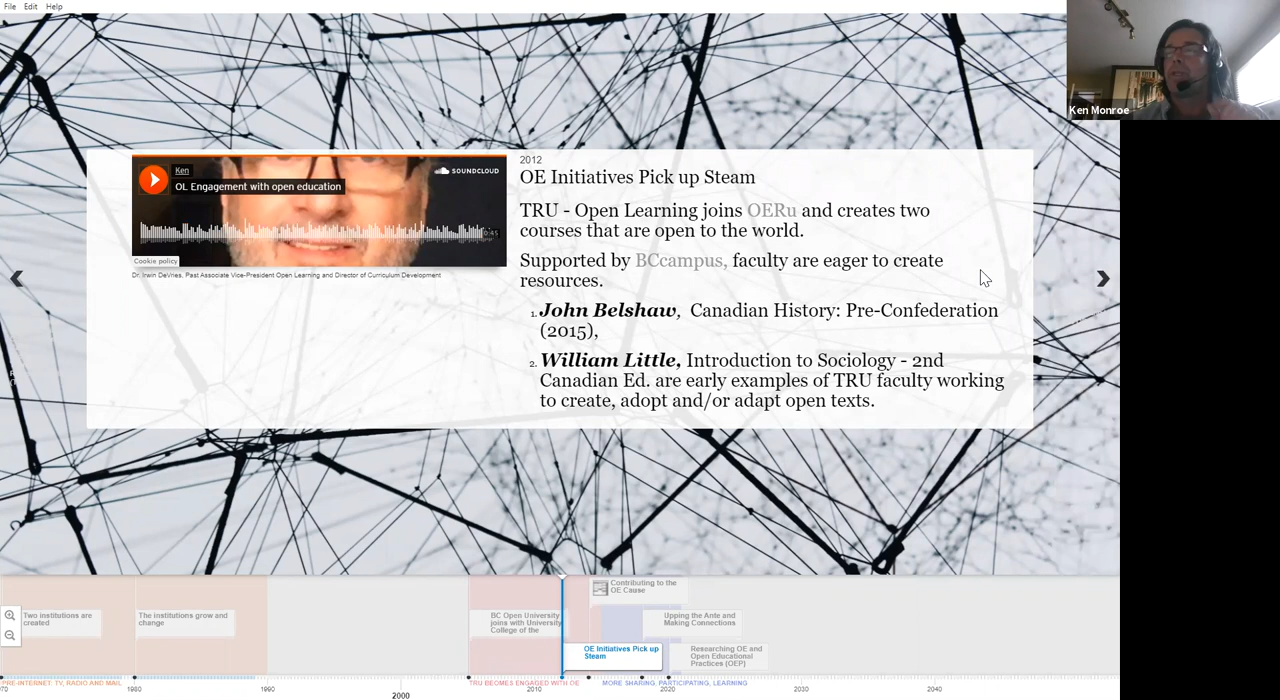 File Edit Help
Ken Monroe
Ken
OL Engagement with open education
SOUNDCLOUD
0:45
Cookie policy
Dr. Irwin DeVries, Past Associate Vice-President Open Learning and Director of Curriculum Development
2012
OE Initiatives Pick up Steam
TRU - Open Learning joins OERu and creates two
courses that are open to the world.
Supported by BCcampus, faculty are eager to create
resources.
1. John Belshaw, Canadian History: Pre-Confederation
(2015),
2. William Little, Introduction to Sociology - 2nd
Canadian Ed. are early examples of TRU faculty working
to create, adopt and/or adapt open texts.
Contributing to the
OE Cause
Two institutions are
created
The institutions grow and
change
BC Open University
joins with University
College of the
Upping the Ante and
Making Connections
OE Initiatives Pick up
Steam
Researching OE and
Open Educational
Practices (OEP)
PRE-INTERNET: TV, RADIO AND MAIL
TRU BECOMES ENGAGED WITH OE
MORE SHARING, PARTICIPATING, LEARNING
70 1980 1990 2000 2010 2020 2030 2040